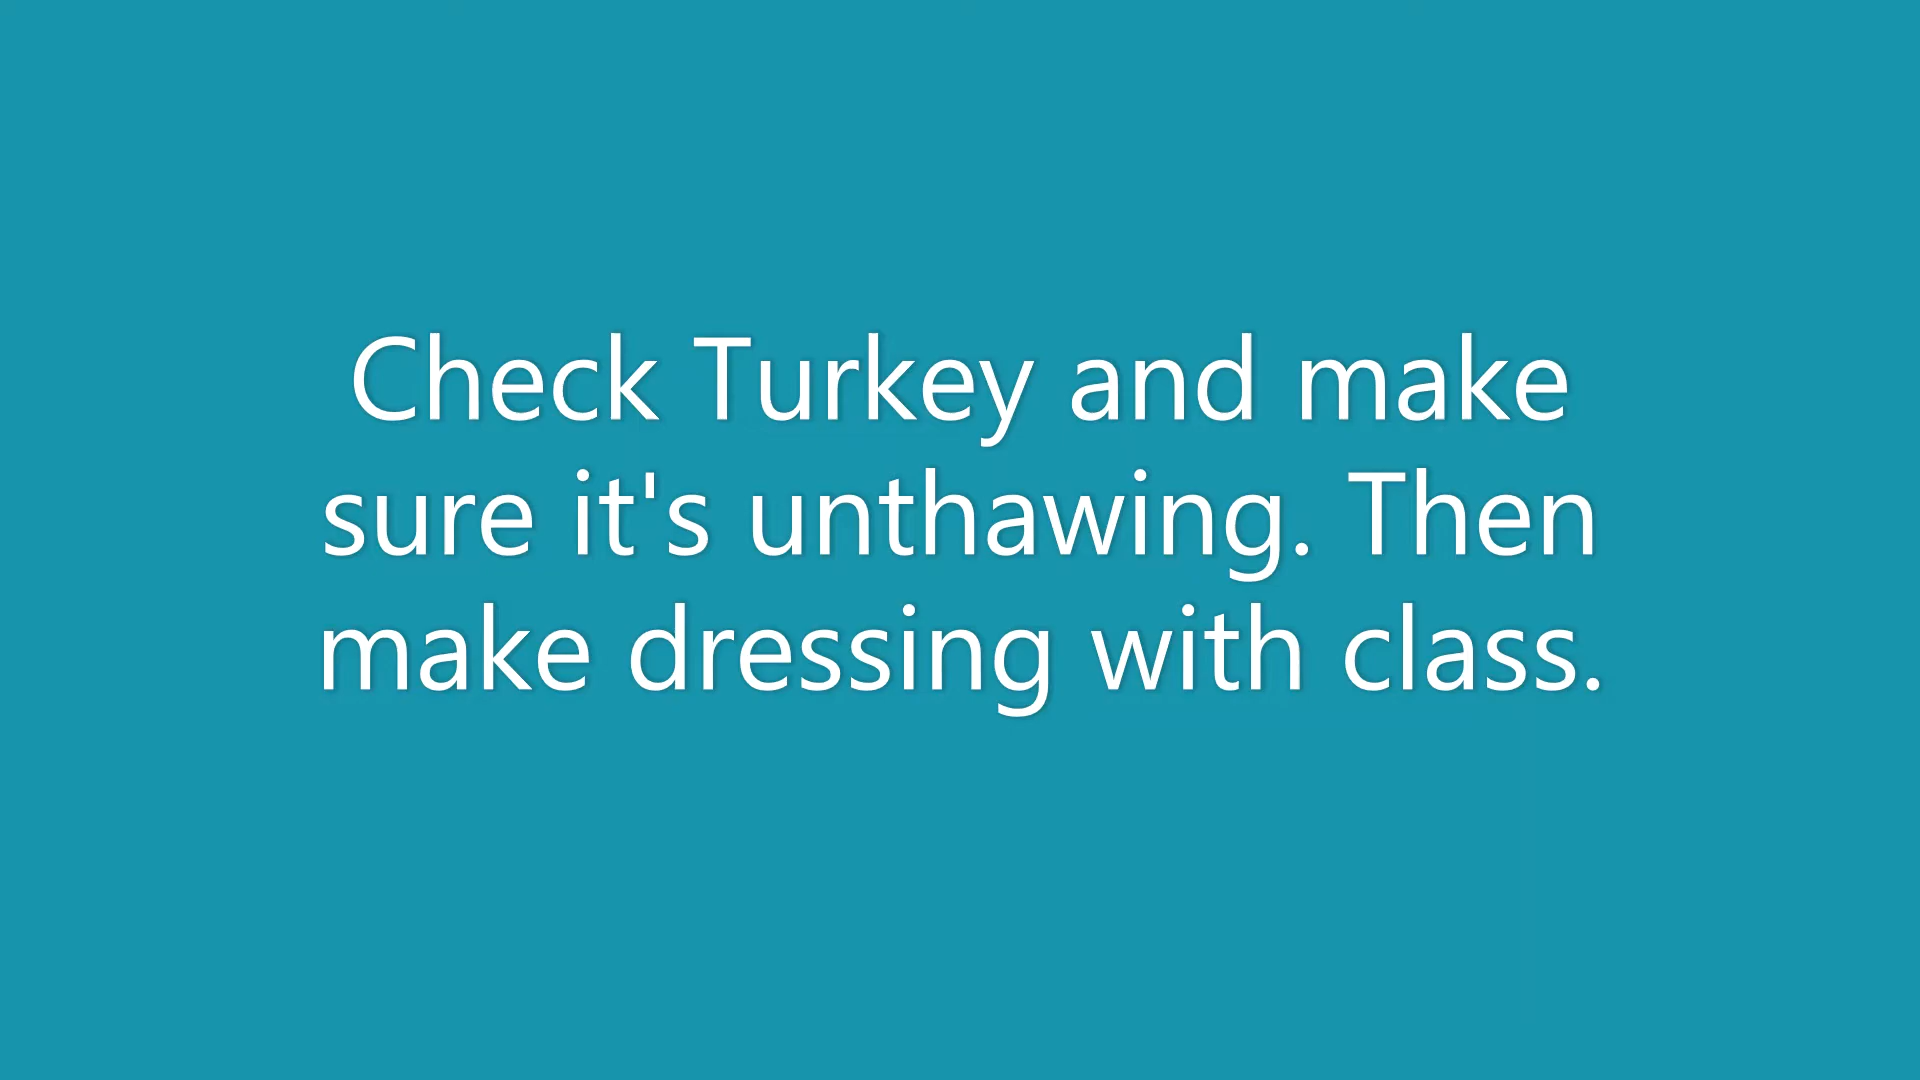 Check Turkey and make
sure it's unthawing. Then
make dressing with class.